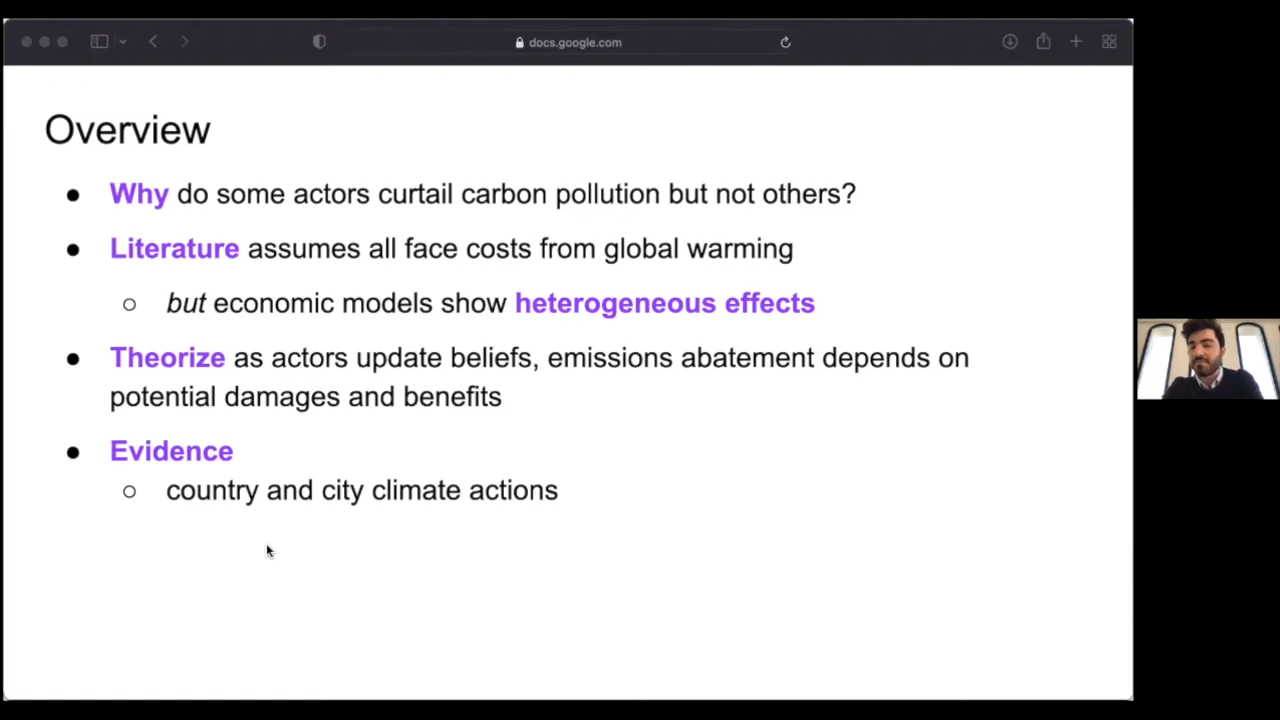 docs.google.com
Overview
● Why do some actors curtail carbon pollution but not others?
● Literature assumes all face costs from global warming
○ but economic models show heterogeneous effects
● Theorize as actors update beliefs, emissions abatement depends on
potential damages and benefits
● Evidence
○ country and city climate actions